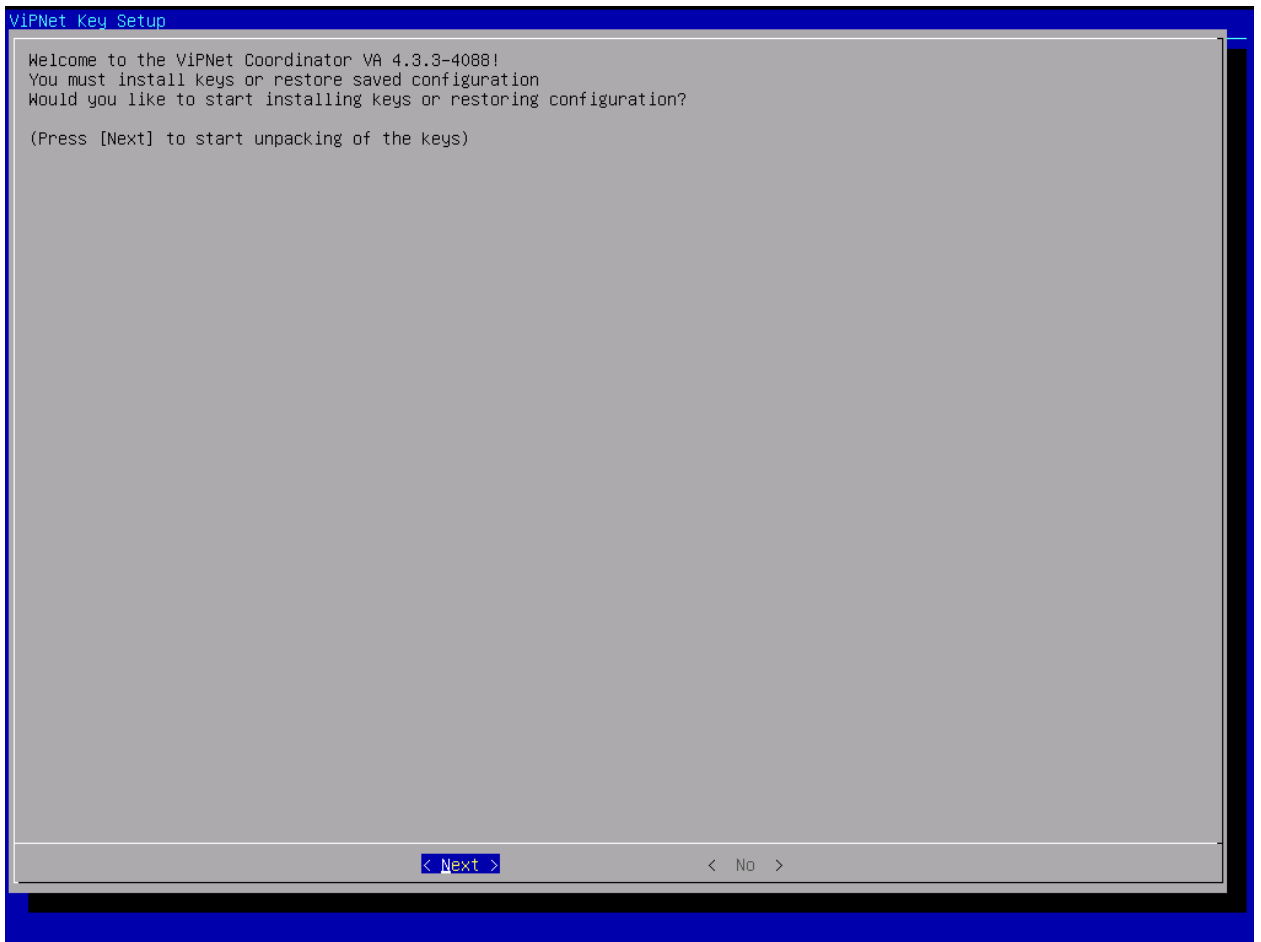 ViPNet Key Setup
Welcome to the ViPNet Coordinator VA 4.3.3-4088!
You must install keys or restore saved configuration
Would you like to start installing keys or restoring configuration?
(Press [Next] to start unpacking of the keys)
< Next > < No >